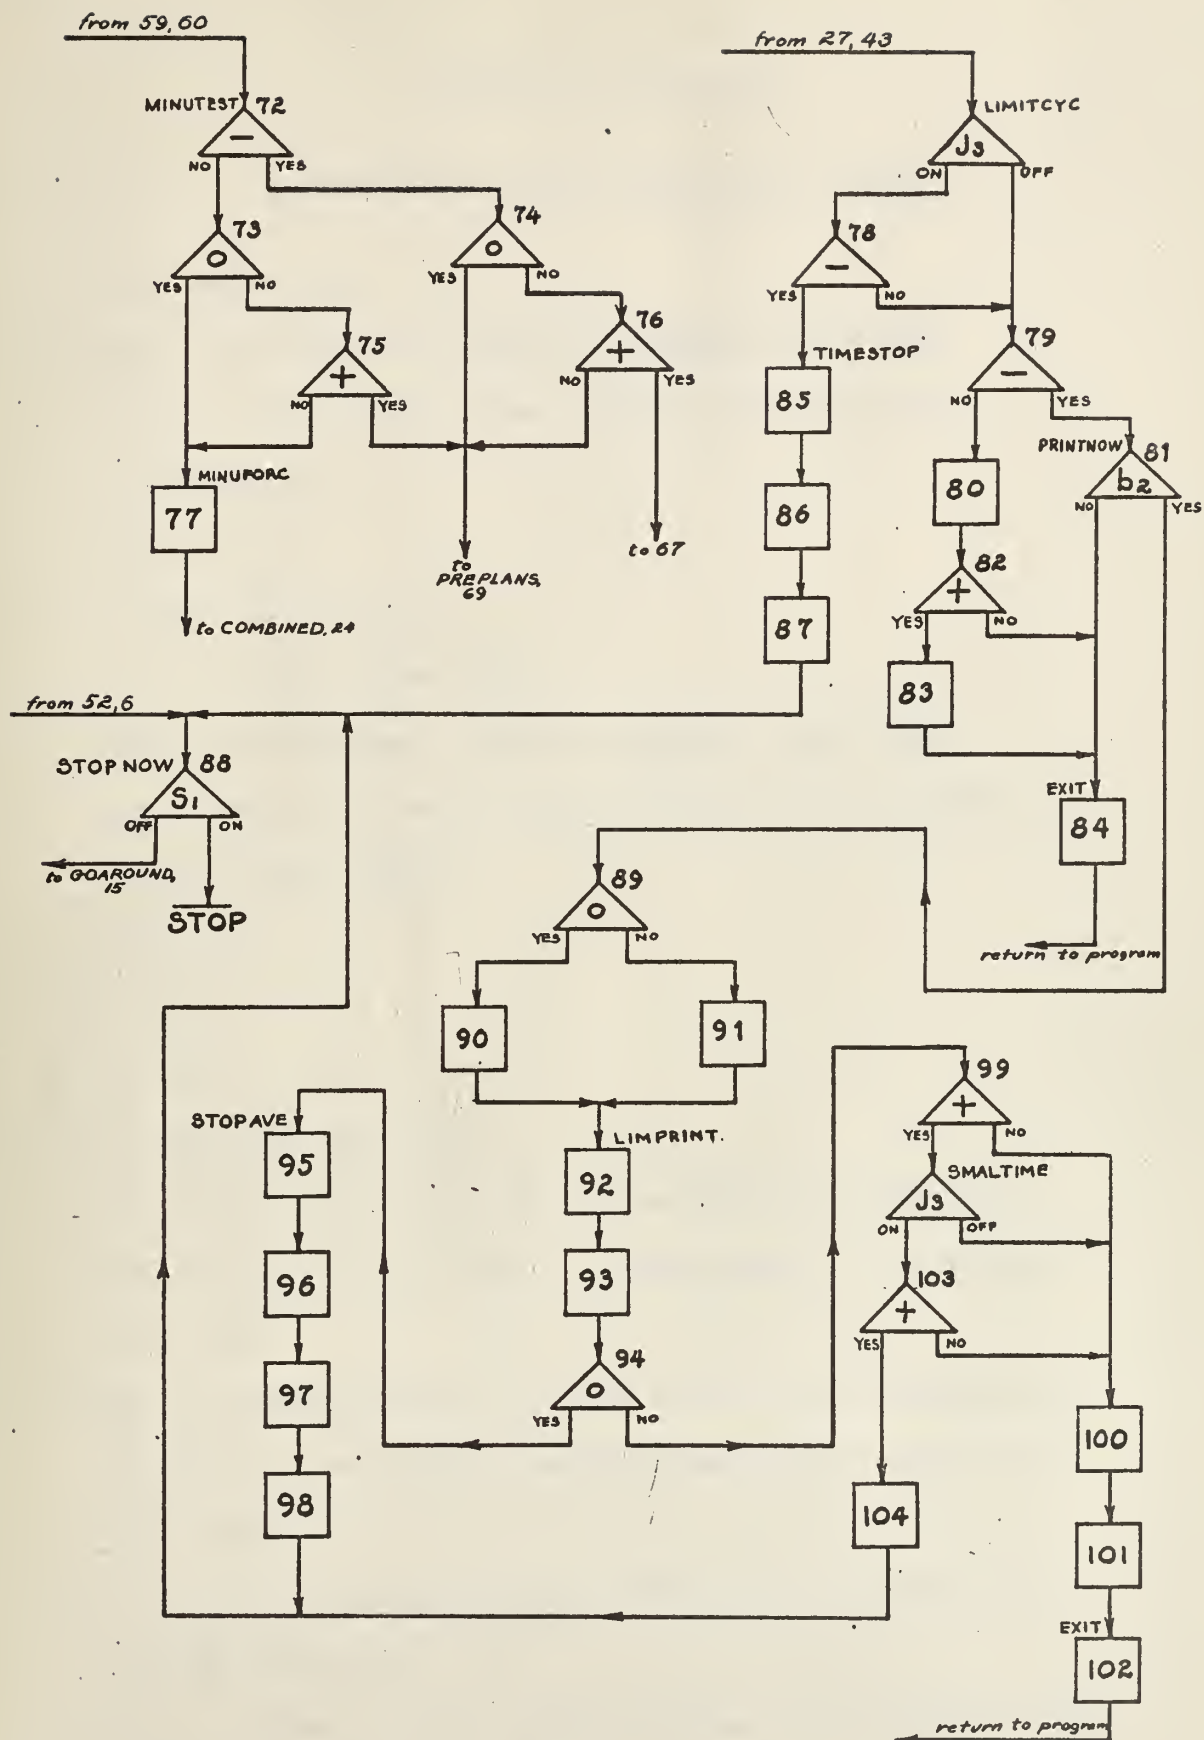 from 59, 60
MINUTEST 72
−
NO YES
73
0
YES NO
74
0
YES NO
75
+
NO YES
76
+
NO YES
MINUFORC
77
to COMBINED, 24
to
PREPLANS,
69
to 67
from 27, 43
LIMITCYC
J3
ON OFF
78
−
YES NO
79
−
NO YES
TIMESTOP
85
86
87
80
PRINTNOW 81
b2
NO YES
82
+
YES NO
83
EXIT
84
return to program
from 52, 6
STOP NOW 88
S1
OFF ON
to GOAROUND,
15
STOP
89
0
YES NO
90
91
LIMPRINT.
92
93
94
0
YES NO
STOPAVE
95
96
97
98
99
+
YES NO
SMALTIME
J3
ON OFF
103
+
YES NO
104
100
101
EXIT
102
return to program